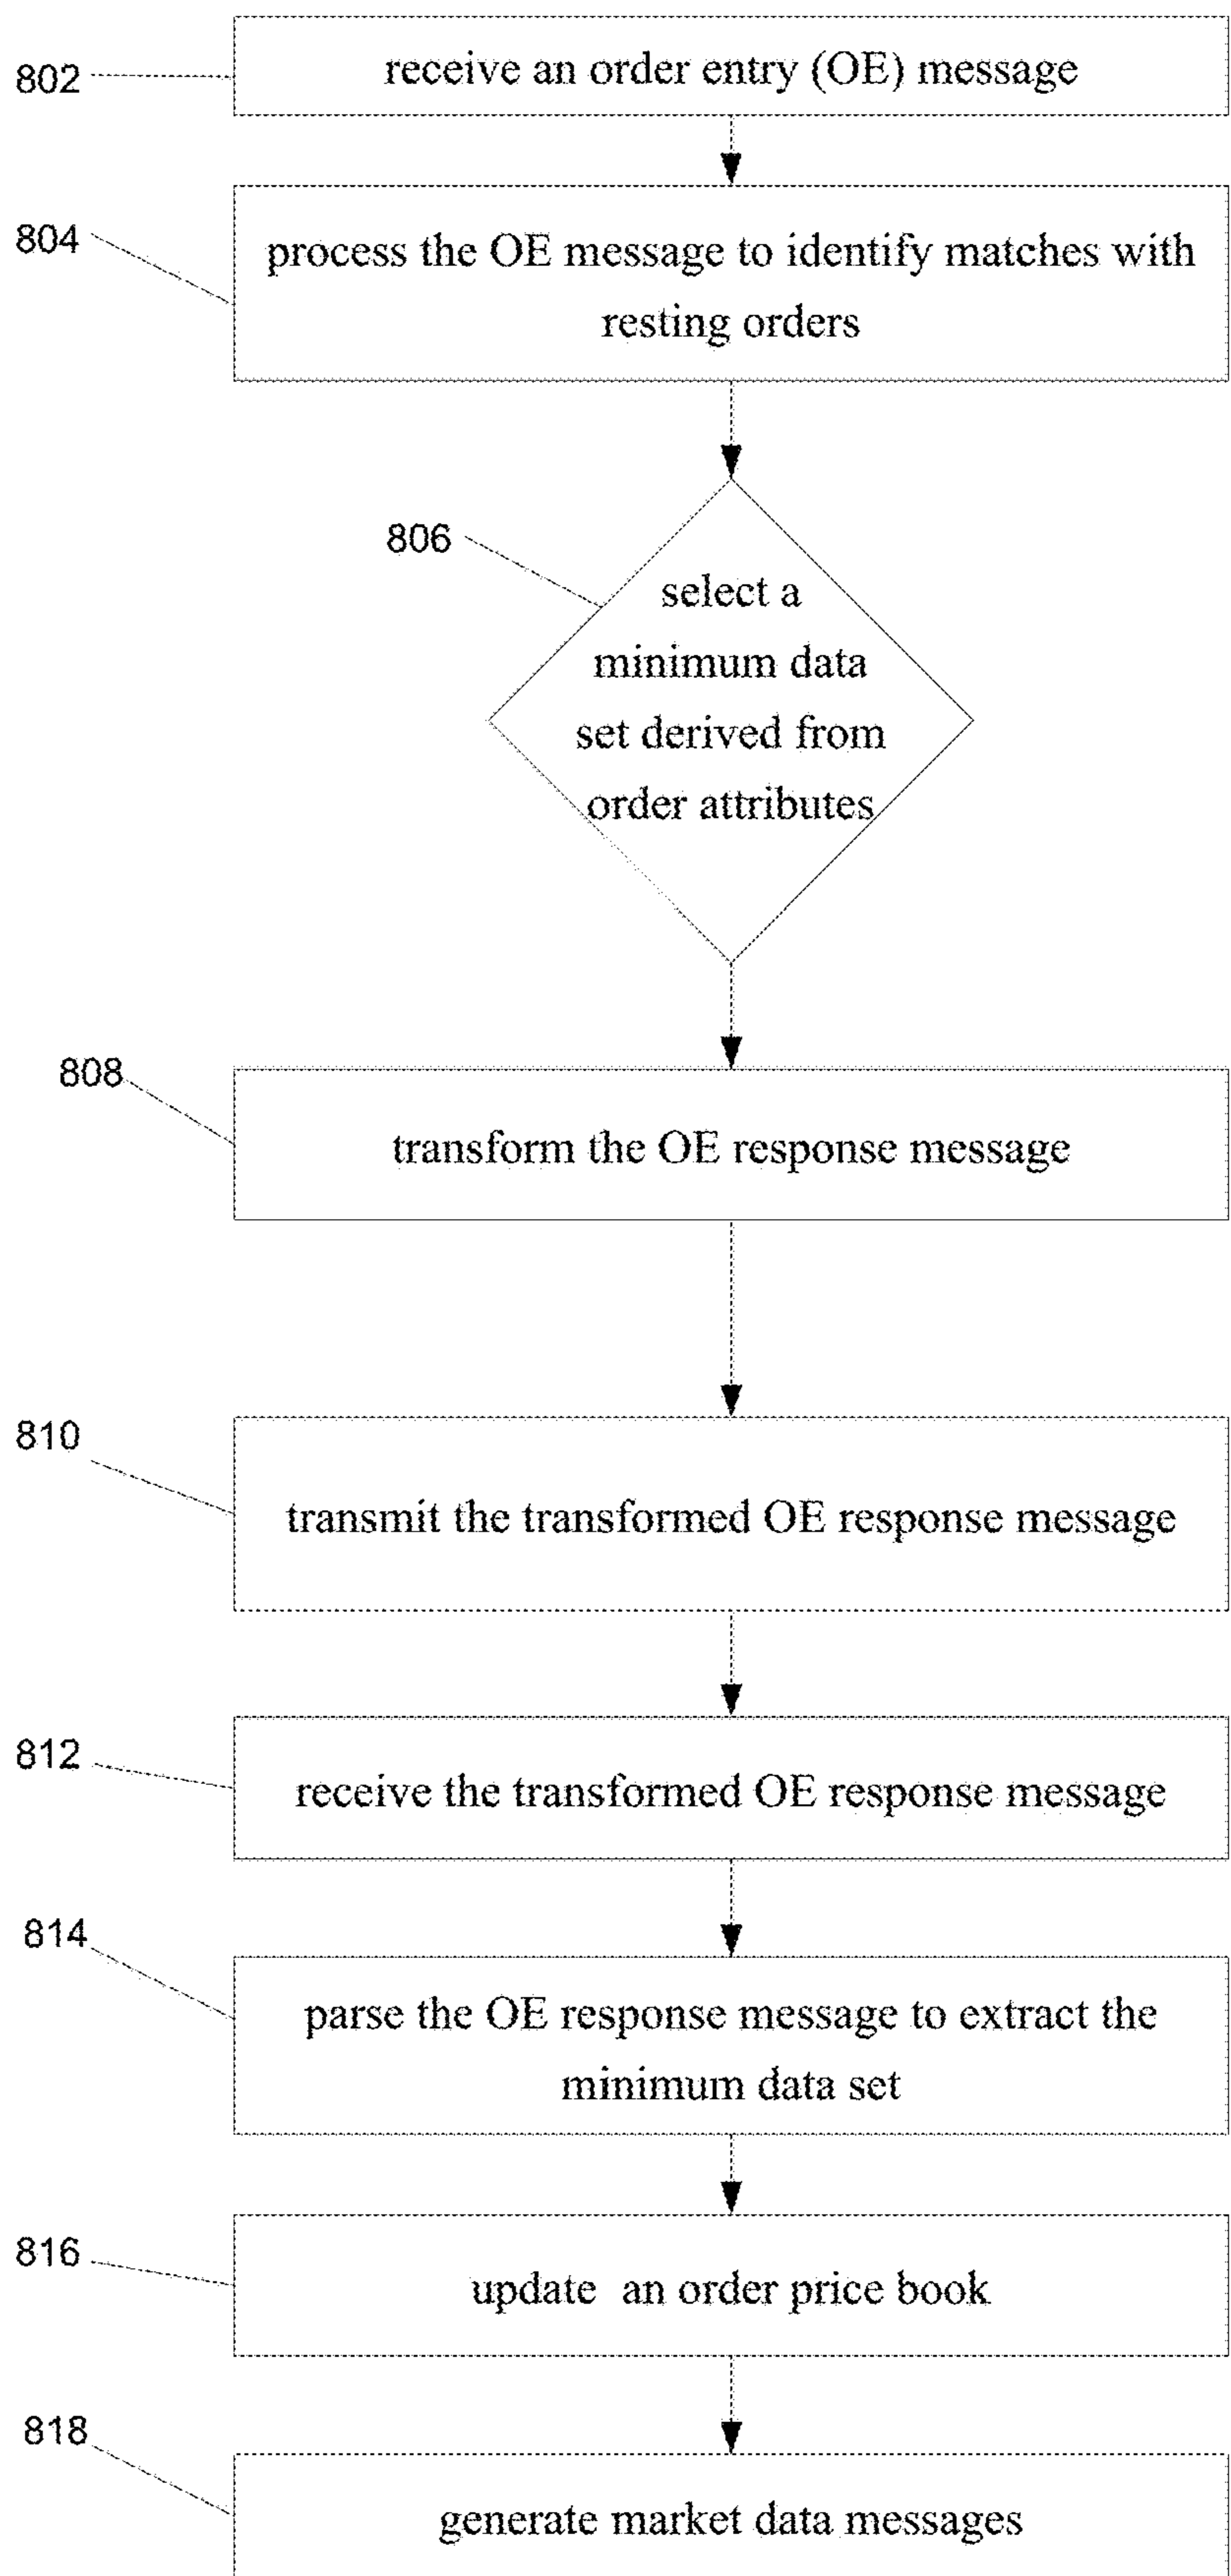 802
receive an order entry (OE) message
804
process the OE message to identify matches with
resting orders
806
select a
minimum data
set derived from
order attributes
808
transform the OE response message
810
transmit the transformed OE response message
812
receive the transformed OE response message
814
parse the OE response message to extract the
minimum data set
816
update an order price book
818
generate market data messages